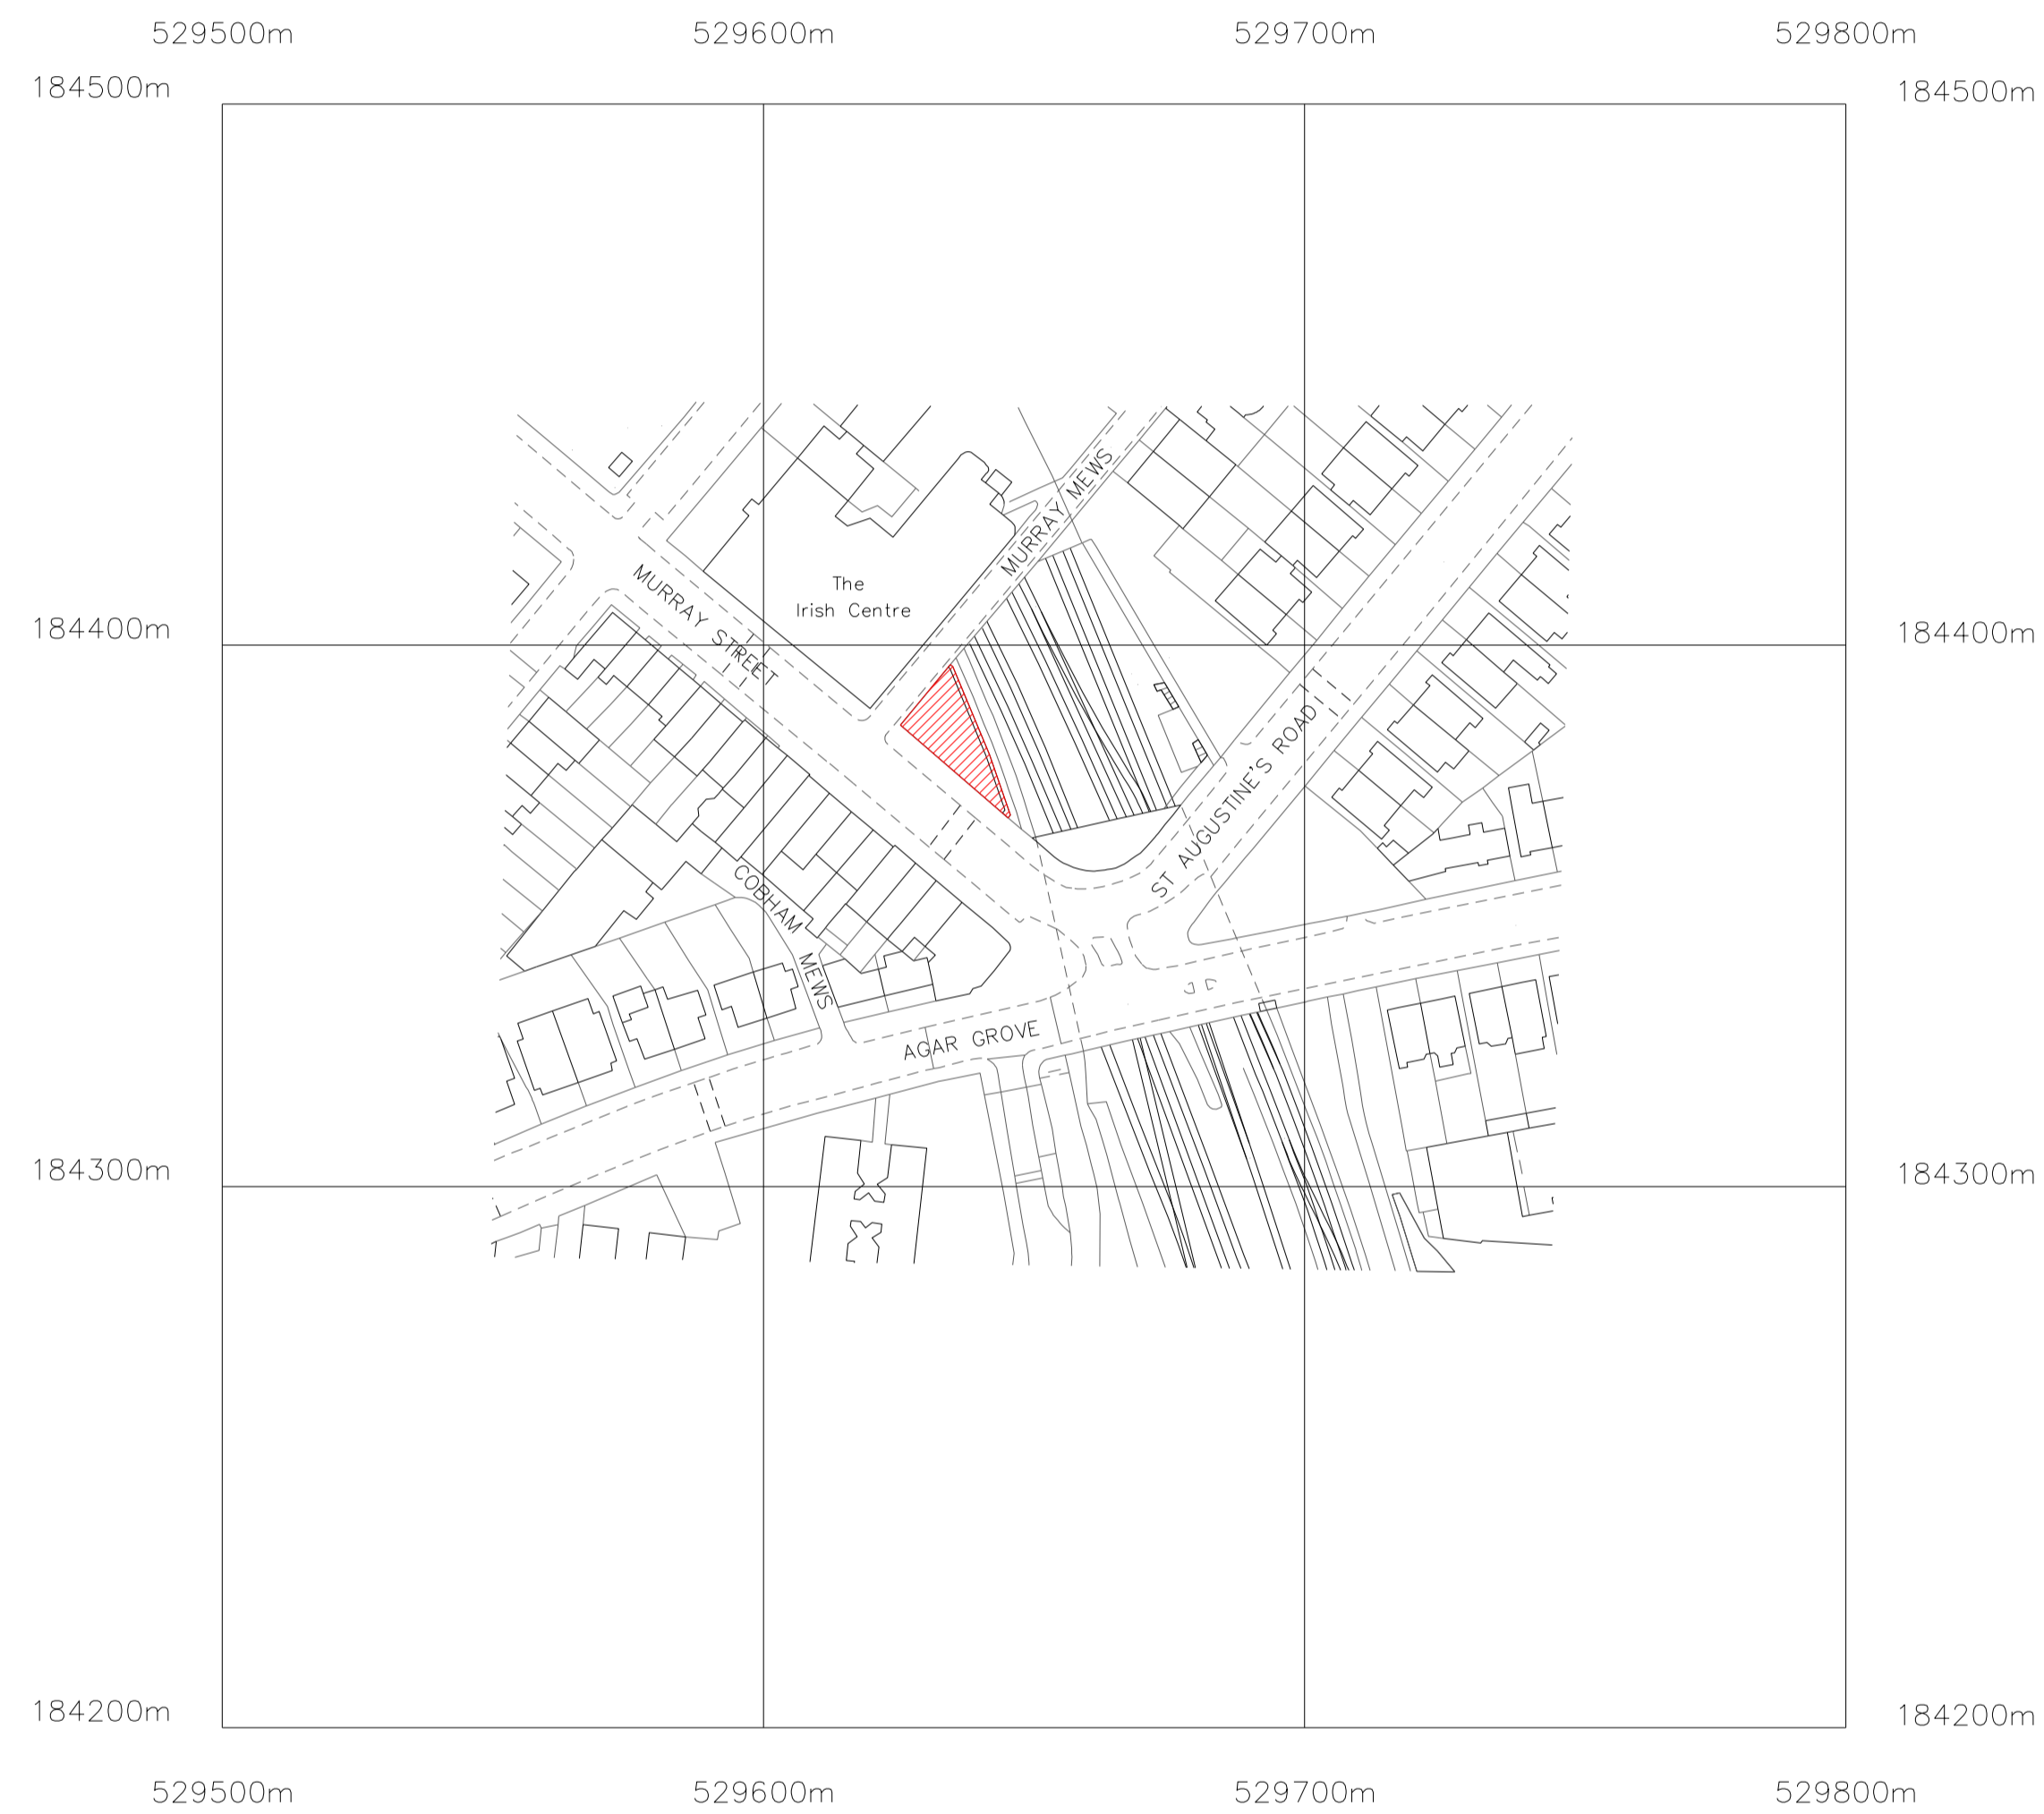 529500m 529600m 529700m 529800m
184500m 184500m
MURRAY MEWS
The
Irish Centre
MURRAY STREET
184400m 184400m
ST AUGUSTINE'S ROAD
COBHAM MEWS
AGAR GROVE
184300m 184300m
184200m 184200m
529500m 529600m 529700m 529800m